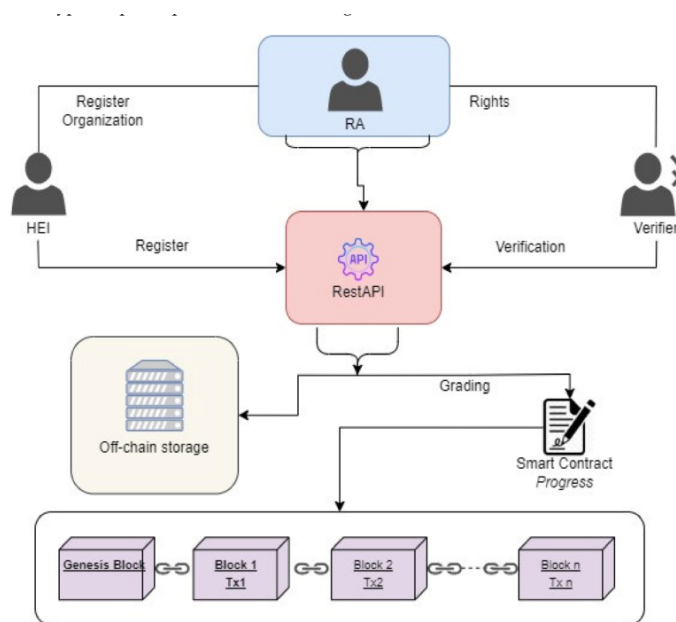 Register
Organization
RA
Rights
HEI
Verifier
Register
API
RestAPI
Verification
Off-chain storage
Grading
Smart Contract
Progress
Genesis Block
Block 1
Tx1
Block 2
Tx2
Block n
Tx n